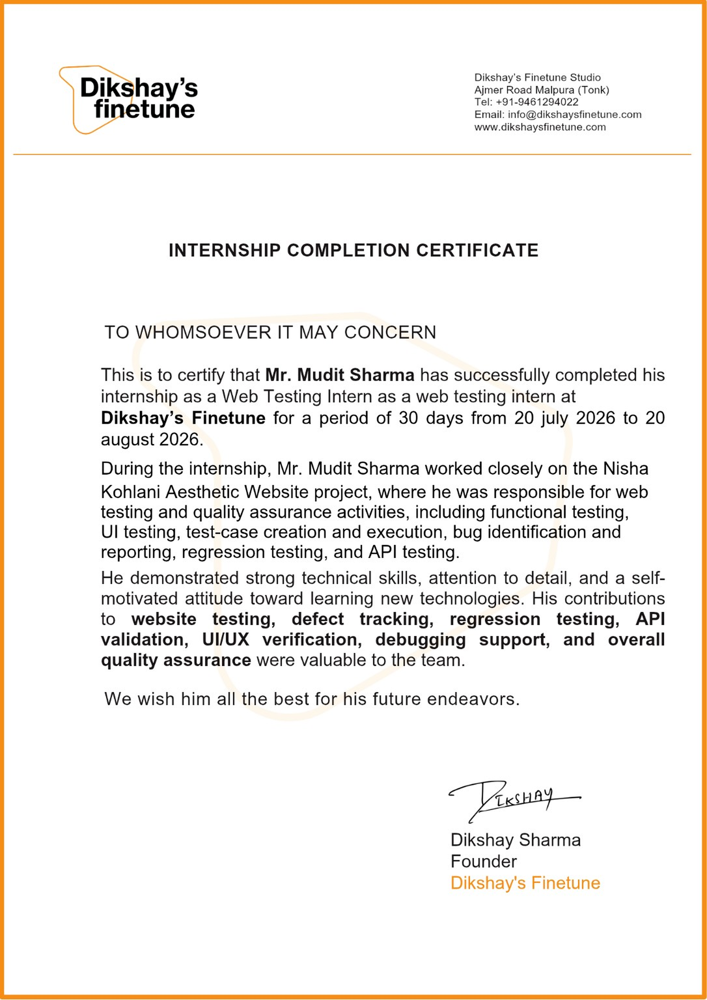 Dikshay’s
finetune
Dikshay’s Finetune Studio
Ajmer Road Malpura (Tonk)
Tel: +91-9461294022
Email: info@dikshaysfinetune.com
www.dikshaysfinetune.com
INTERNSHIP COMPLETION CERTIFICATE
TO WHOMSOEVER IT MAY CONCERN
This is to certify that Mr. Mudit Sharma has successfully completed his
internship as a Web Testing Intern as a web testing intern at
Dikshay’s Finetune for a period of 30 days from 20 july 2026 to 20
august 2026.
During the internship, Mr. Mudit Sharma worked closely on the Nisha
Kohlani Aesthetic Website project, where he was responsible for web
testing and quality assurance activities, including functional testing,
UI testing, test-case creation and execution, bug identification and
reporting, regression testing, and API testing.
He demonstrated strong technical skills, attention to detail, and a self-
motivated attitude toward learning new technologies. His contributions
to website testing, defect tracking, regression testing, API
validation, UI/UX verification, debugging support, and overall
quality assurance were valuable to the team.
We wish him all the best for his future endeavors.
DIKSHAY
Dikshay Sharma
Founder
Dikshay's Finetune